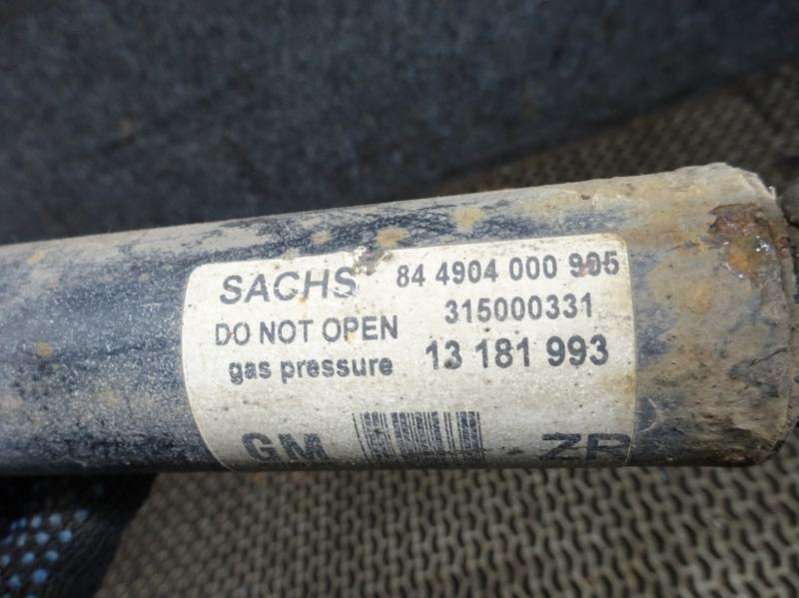 SACHS 84 4904 000 905
DO NOT OPEN 315000331
gas pressure 13 181 993
GM ZR